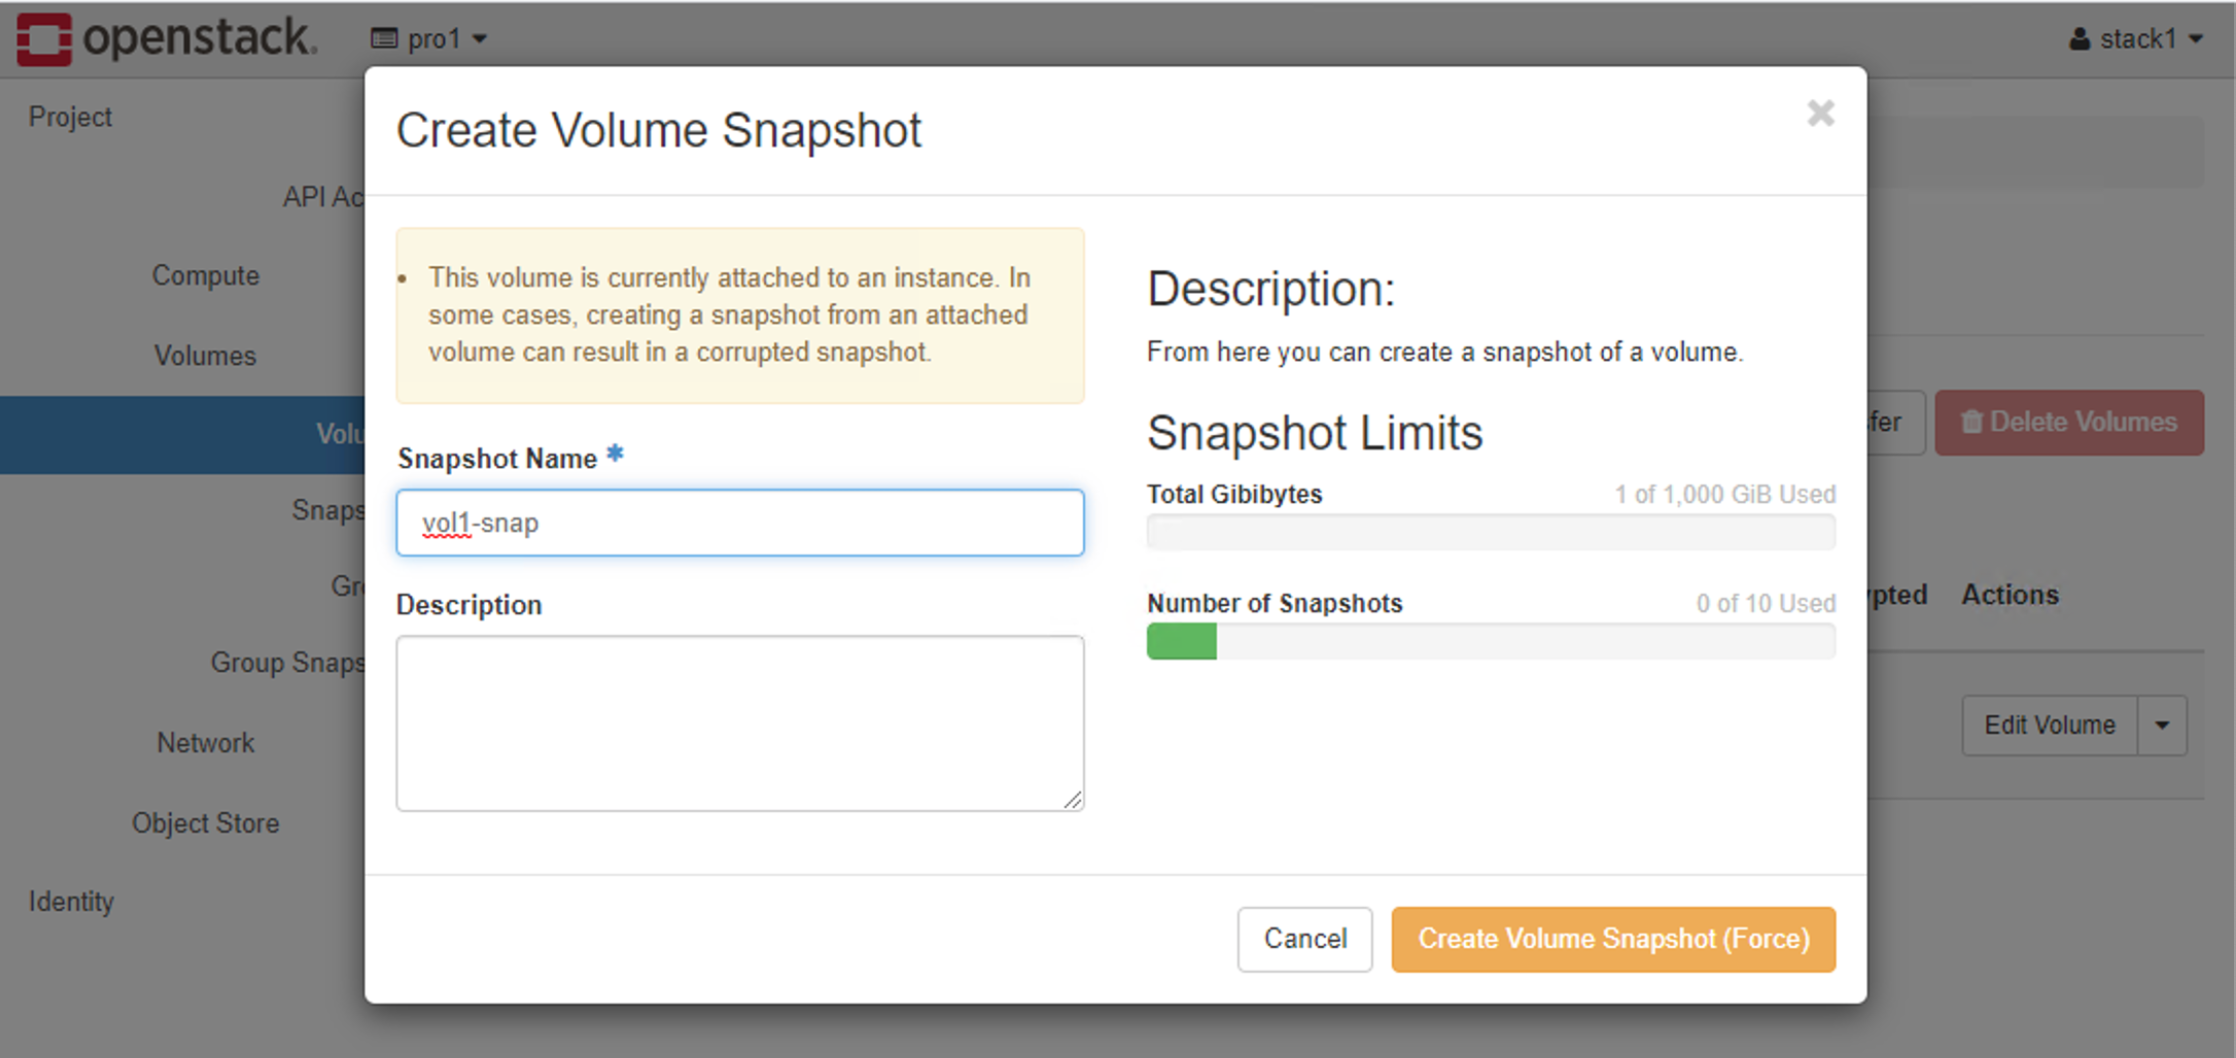 openstack.
pro1
stack1
Project
API Ac
Compute
Volumes
Volu
Snaps
Gro
Group Snaps
Network
Object Store
Identity
Create Volume Snapshot
This volume is currently attached to an instance. In
some cases, creating a snapshot from an attached
volume can result in a corrupted snapshot.
Snapshot Name *
vol1-snap
Description
Description:
From here you can create a snapshot of a volume.
Snapshot Limits
Total Gibibytes 1 of 1,000 GiB Used
Number of Snapshots 0 of 10 Used
Cancel
Create Volume Snapshot (Force)
fer
Delete Volumes
ypted Actions
Edit Volume